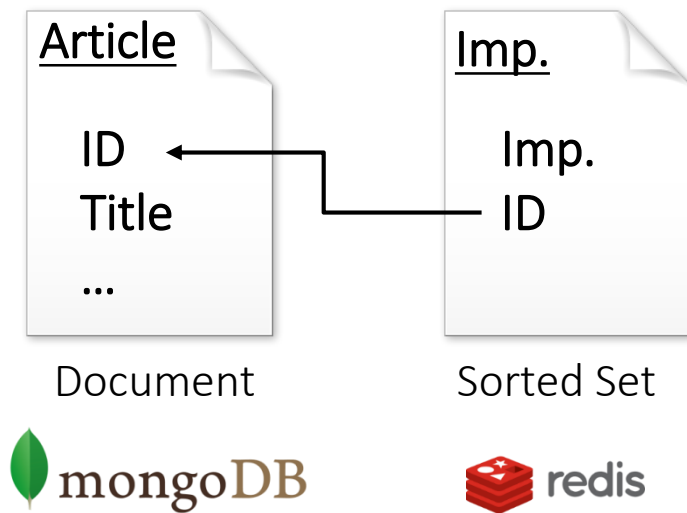 Article
ID
Title
...
Document
mongoDB
Imp.
Imp.
ID
Sorted Set
redis